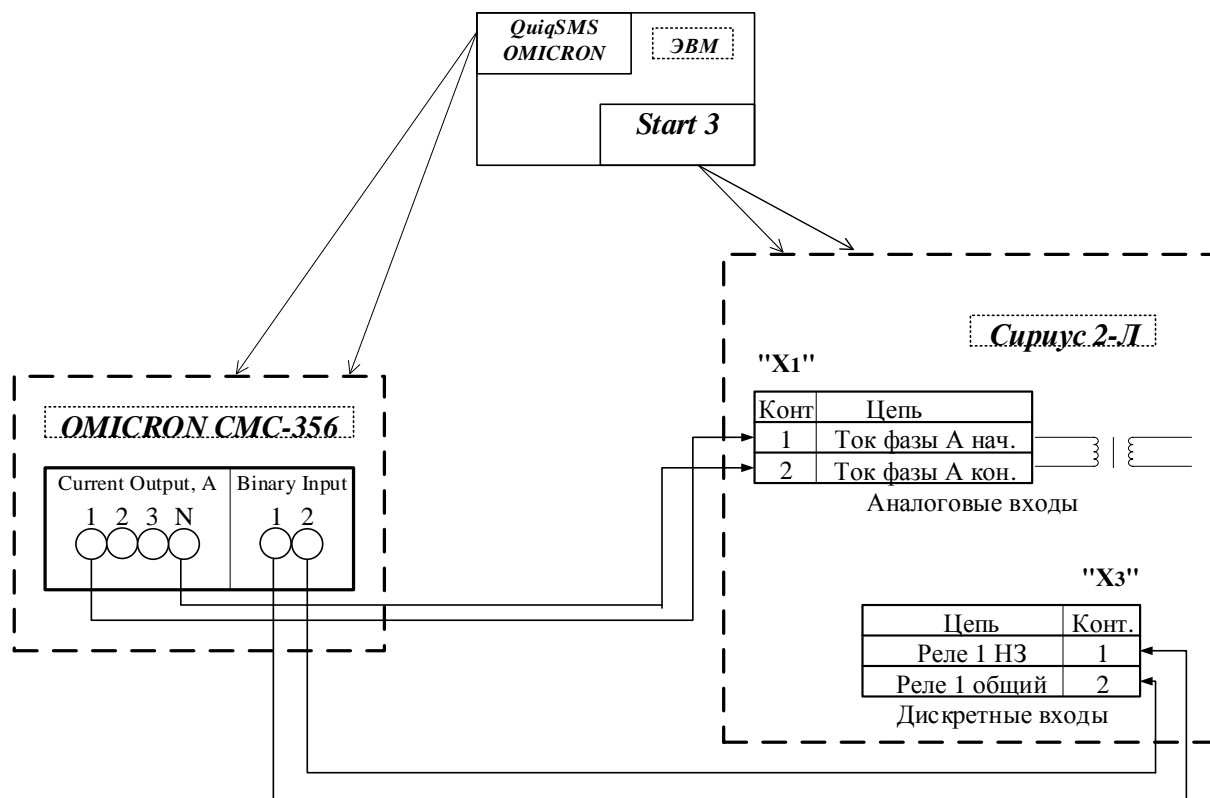 QuiqSMS
OMICRON
ЭВМ
Start 3
Сириус 2-Л
"X1"
Конт Цепь
1 Ток фазы А нач.
2 Ток фазы А кон.
Аналоговые входы
OMICRON CMC-356
Current Output, A Binary Input
1 2 3 N 1 2
"X3"
Цепь Конт.
Реле 1 НЗ 1
Реле 1 общий 2
Дискретные входы